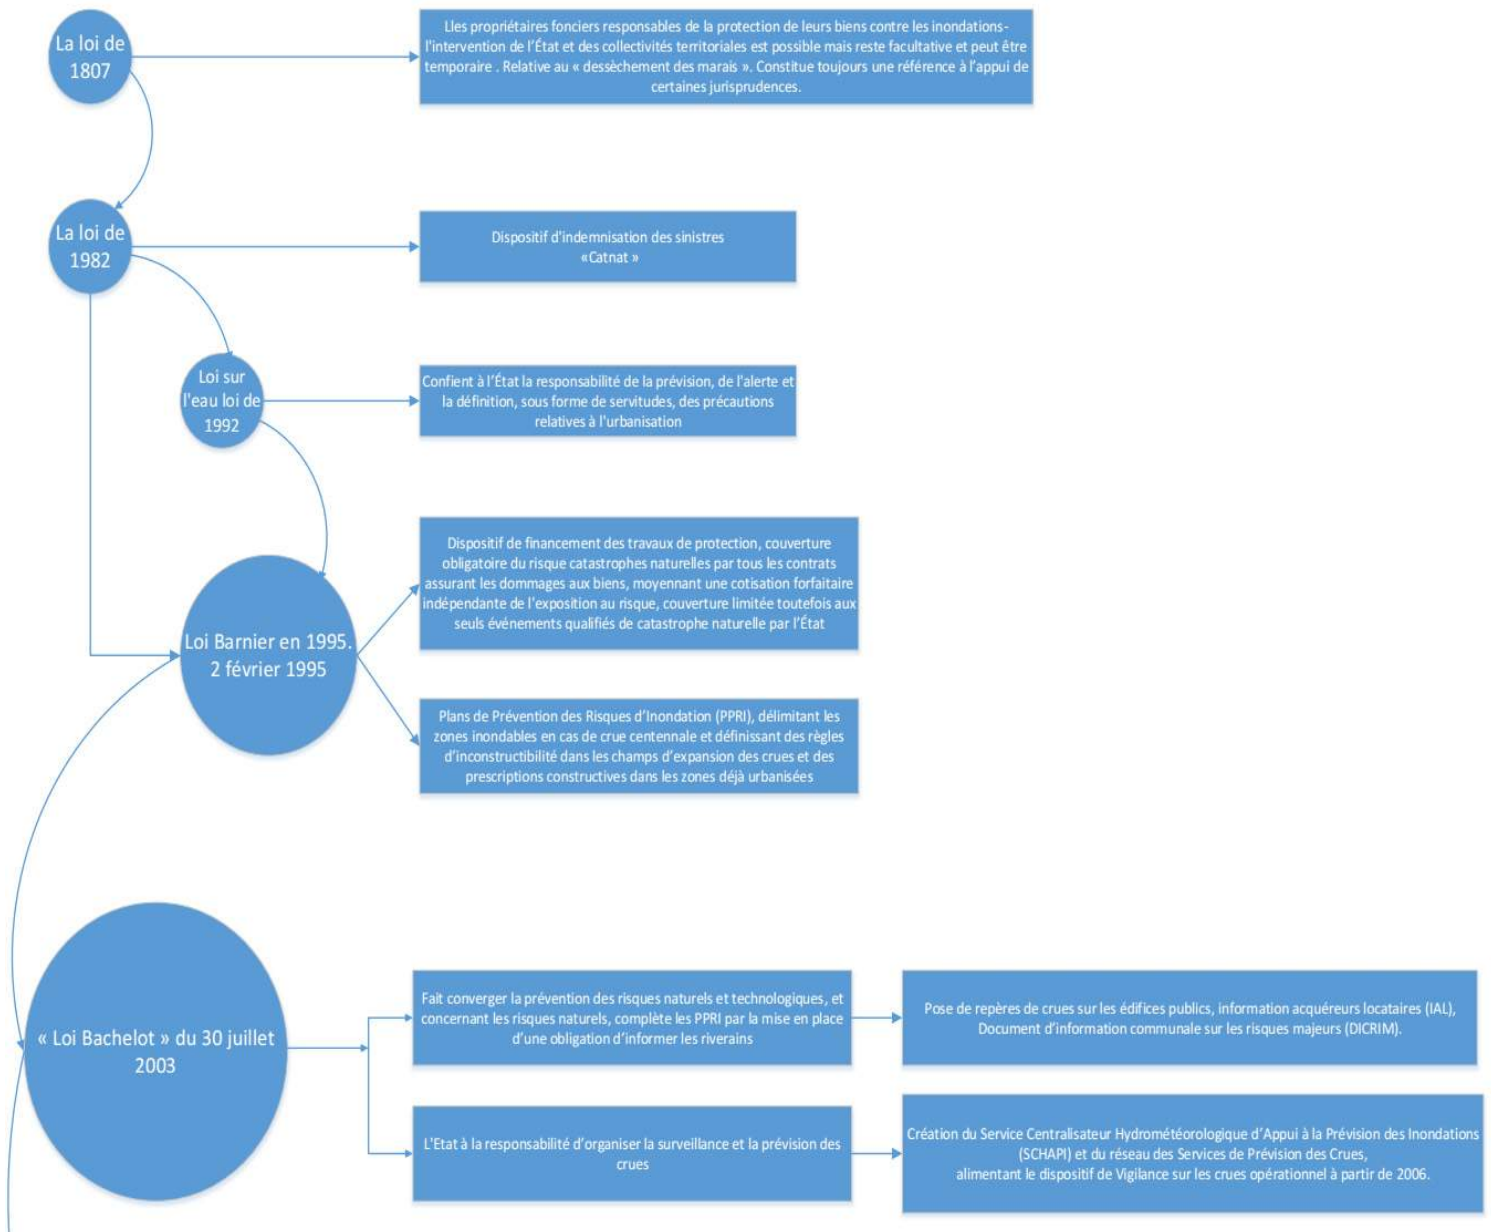 La loi de
1807
Lles propriétaires fonciers responsables de la protection de leurs biens contre les inondations-
l'intervention de l'État et des collectivités territoriales est possible mais reste facultative et peut être
temporaire . Relative au « dessèchement des marais ». Constitue toujours une référence à l'appui de
certaines jurisprudences.
La loi de
1982
Dispositif d'indemnisation des sinistres
«Catnat »
Loi sur
l'eau loi de
1992
Confient à l'État la responsabilité de la prévision, de l'alerte et
la définition, sous forme de servitudes, des précautions
relatives à l'urbanisation
Loi Barnier en 1995.
2 février 1995
Dispositif de financement des travaux de protection, couverture
obligatoire du risque catastrophes naturelles par tous les contrats
assurant les dommages aux biens, moyennant une cotisation forfaitaire
indépendante de l'exposition au risque, couverture limitée toutefois aux
seuls événements qualifiés de catastrophe naturelle par l'État
Plans de Prévention des Risques d'Inondation (PPRI), délimitant les
zones inondables en cas de crue centennale et définissant des règles
d'inconstructibilité dans les champs d'expansion des crues et des
prescriptions constructives dans les zones déjà urbanisées
« Loi Bachelot » du 30 juillet
2003
Fait converger la prévention des risques naturels et technologiques, et
concernant les risques naturels, complète les PPRI par la mise en place
d'une obligation d'informer les riverains
Pose de repères de crues sur les édifices publics, information acquéreurs locataires (IAL),
Document d'information communale sur les risques majeurs (DICRIM).
L'Etat à la responsabilité d'organiser la surveillance et la prévision des
crues
Création du Service Centralisateur Hydrométéorologique d'Appui à la Prévision des Inondations
(SCHAPI) et du réseau des Services de Prévision des Crues,
alimentant le dispositif de Vigilance sur les crues opérationnel à partir de 2006.